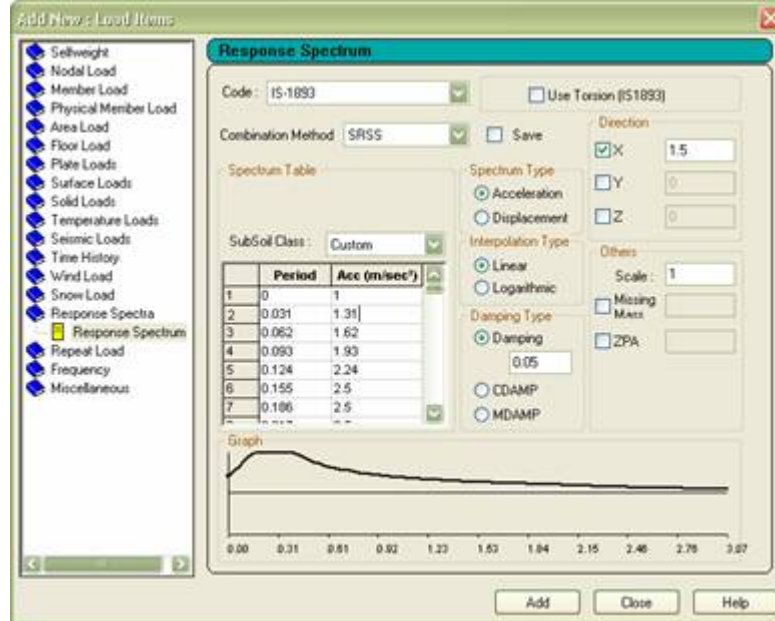 Add New : Load Items
Selfweight
Nodal Load
Member Load
Physical Member Load
Area Load
Floor Load
Plate Loads
Surface Loads
Solid Loads
Temperature Loads
Seismic Loads
Time History
Wind Load
Snow Load
Response Spectra
Response Spectrum
Repeat Load
Frequency
Miscellaneous
Response Spectrum
Code : IS-1893
Use Torsion (IS1893)
Combination Method SRSS
Save
Direction
X 1.5
Y 0
Z 0
Spectrum Table
SubSoil Class : Custom
Period Acc (m/sec²)
1 0 1
2 0.031 1.31
3 0.062 1.62
4 0.093 1.93
5 0.124 2.24
6 0.155 2.5
7 0.186 2.5
Spectrum Type
Acceleration
Displacement
Interpolation Type
Linear
Logarithmic
Damping Type
Damping
0.05
CDAMP
MDAMP
Others
Scale : 1
Missing
Mass
ZPA
Graph
0.00 0.31 0.61 0.92 1.23 1.53 1.84 2.15 2.46 2.76 3.07
Add Close Help